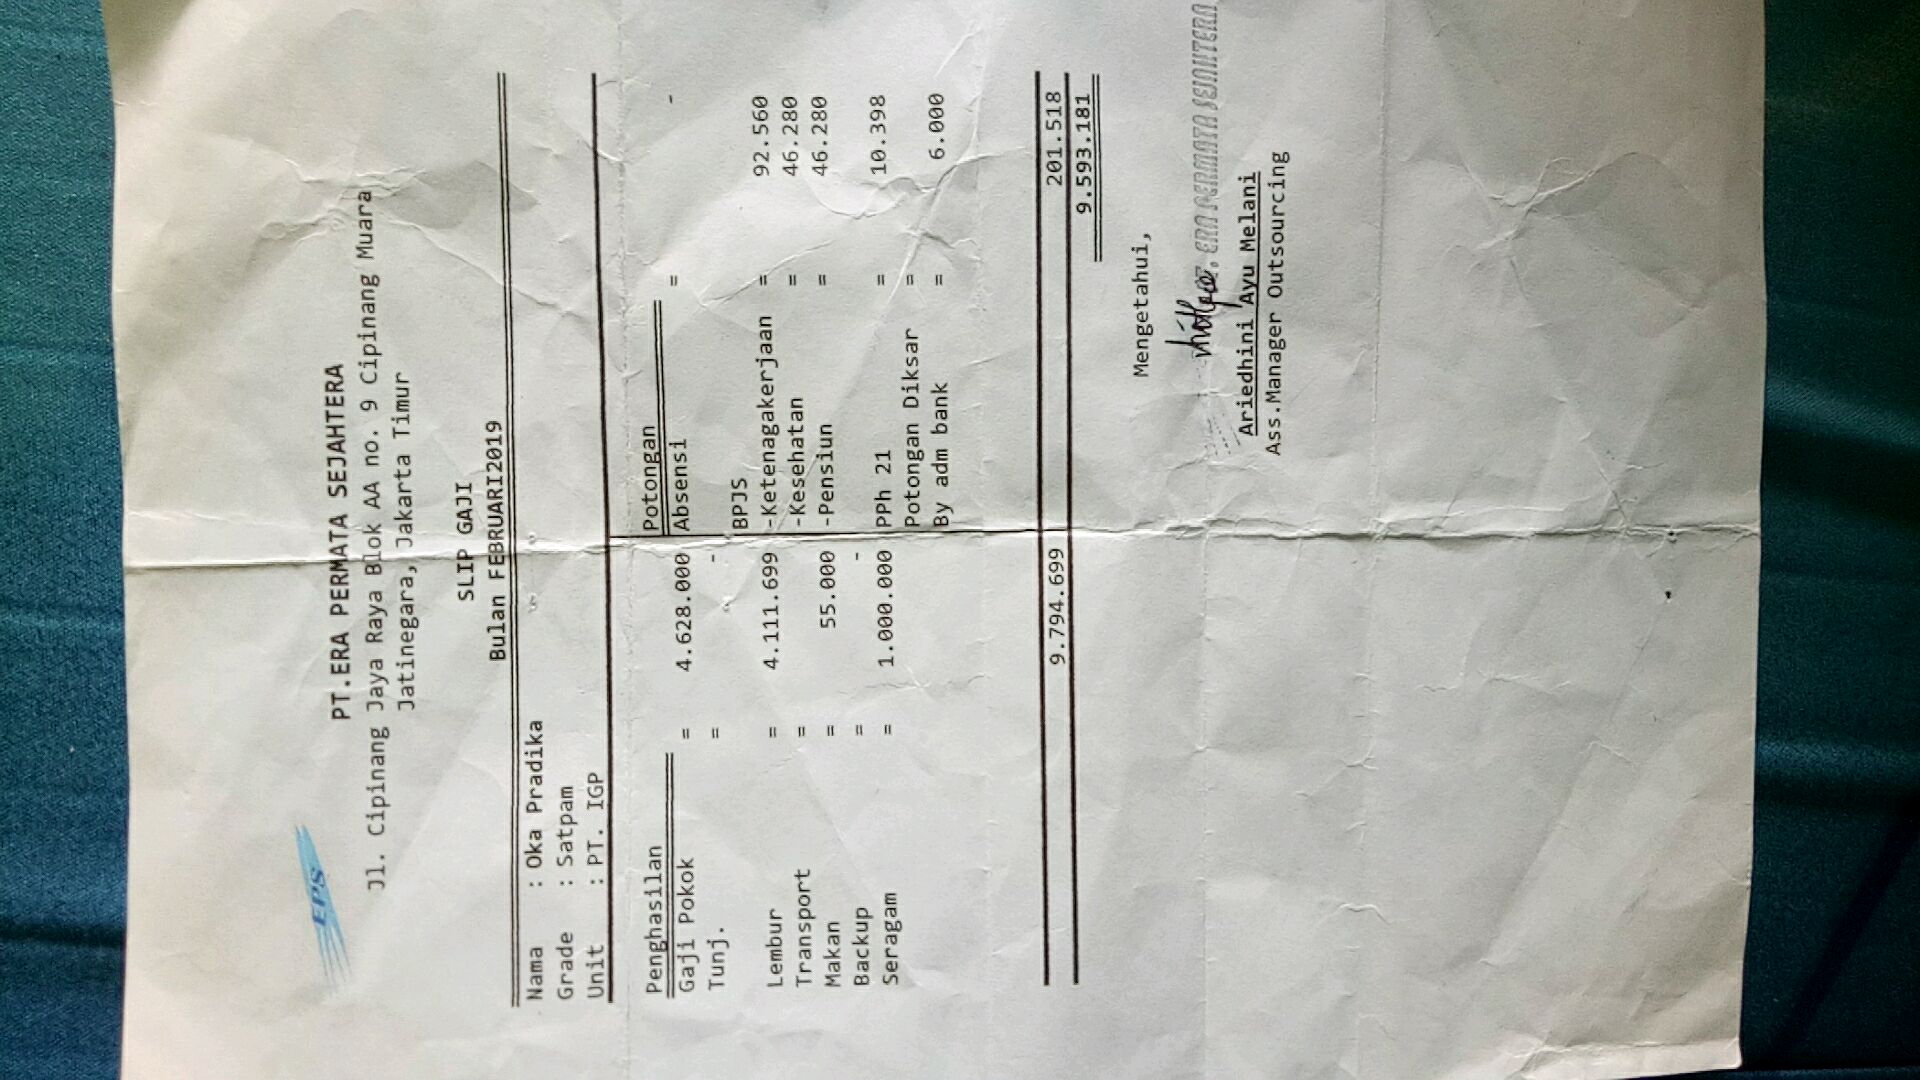 EPS
PT.ERA PERMATA SEJAHTERA
Jl. Cipinang Jaya Raya Blok AA no. 9 Cipinang Muara
Jatinegara, Jakarta Timur
SLIP GAJI
Bulan FEBRUARI2019
Nama : Oka Pradika
Grade : Satpam
Unit : PT. IGP
Penghasilan Potongan
Gaji Pokok = 4.628.000 Absensi = -
Tunj. = -
BPJS
Lembur = 4.111.699 -Ketenagakerjaan = 92.560
Transport = -Kesehatan = 46.280
Makan = 55.000 -Pensiun = 46.280
Backup = -
Seragam = 1.000.000 PPh 21 = 10.398
Potongan Diksar =
By adm bank = 6.000
9.794.699 201.518
9.593.181
Mengetahui,
ERA PERMATA SEJAHTERA
Ariedhini Ayu Melani
Ass.Manager Outsourcing